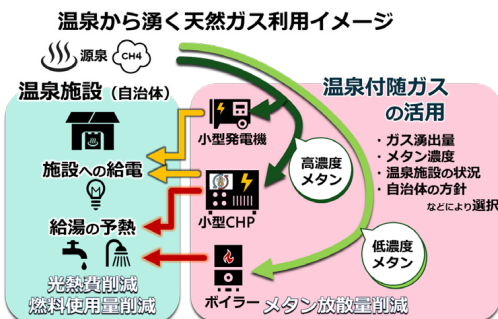 温泉から湧く天然ガス利用イメージ
源泉
CH4
温泉施設(自治体)
温泉付随ガス
の活用
小型発電機
・ガス湧出量
・メタン濃度
・温泉施設の状況
・自治体の方針
などにより選択
施設への給電
高濃度
メタン
小型CHP
給湯の予熱
低濃度
メタン
光熱費削減
燃料使用量削減
ボイラー
メタン放散量削減